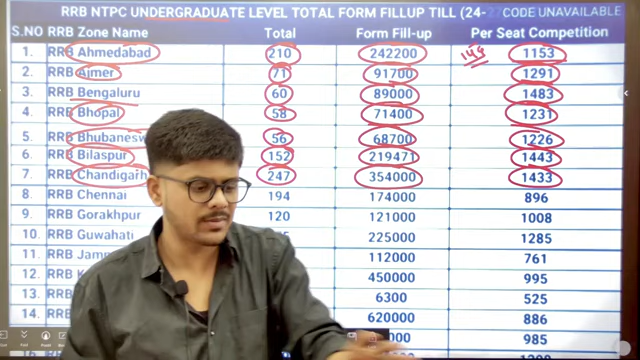 RRB NTPC UNDERGRADUATE LEVEL TOTAL FORM FILLUP TILL (24-27 CODE UNAVAILABLE
S.NO RRB Zone Name Total Form Fill-up Per Seat Competition
1. RRB Ahmedabad 210 242200 1153
2. RRB Ajmer 71 91700 1291
3. RRB Bengaluru 60 89000 1483
4. RRB Bhopal 58 71400 1231
5. RRB Bhubanesw 56 68700 1226
6. RRB Bilaspur 152 219471 1443
7. RRB Chandigarh 247 354000 1433
8. RRB Chennai 194 174000 896
9. RRB Gorakhpur 120 121000 1008
10. RRB Guwahati 225000 1285
11. RRB Jamm 112000 761
12. RRB 450000 995
13. RRB 6300 525
14. RRB 620000 886
15. RRB 985